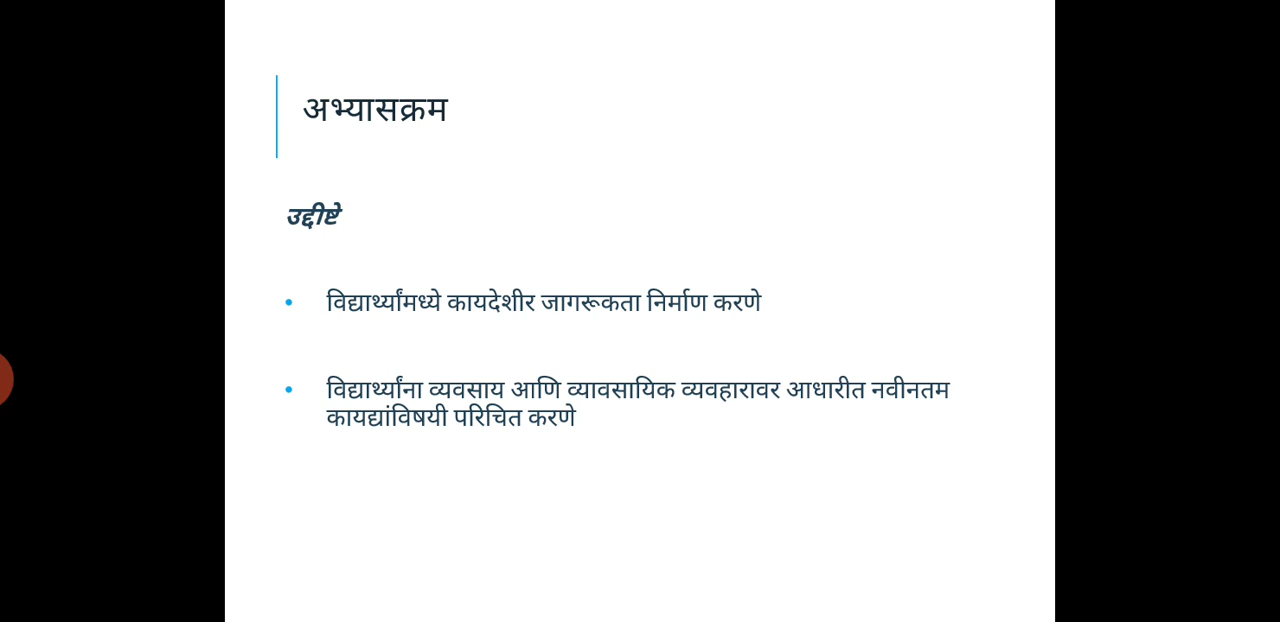 अभ्यासक्रम
उद्दीष्टे
• विद्यार्थ्यांमध्ये कायदेशीर जागरूकता निर्माण करणे
• विद्यार्थ्यांना व्यवसाय आणि व्यावसायिक व्यवहारावर आधारीत नवीनतम
कायद्यांविषयी परिचित करणे